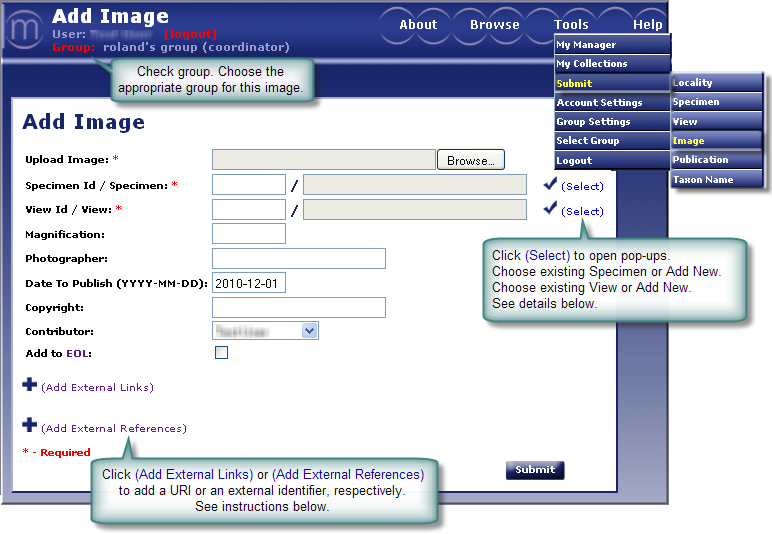 m
Add Image
User: [logout]
Group: roland's group (coordinator)
About Browse Tools Help
My Manager
My Collections
Submit
Account Settings
Group Settings
Select Group
Logout
Locality
Specimen
View
Image
Publication
Taxon Name
Check group. Choose the
appropriate group for this image.
Add Image
Upload Image: * Browse...
Specimen Id / Specimen: * / (Select)
View Id / View: * / (Select)
Magnification:
Photographer:
Date To Publish (YYYY-MM-DD): 2010-12-01
Copyright:
Contributor:
Add to EOL:
Click (Select) to open pop-ups.
Choose existing Specimen or Add New.
Choose existing View or Add New.
See details below.
(Add External Links)
(Add External References)
* - Required
Click (Add External Links) or (Add External References)
to add a URI or an external identifier, respectively.
See instructions below.
Submit